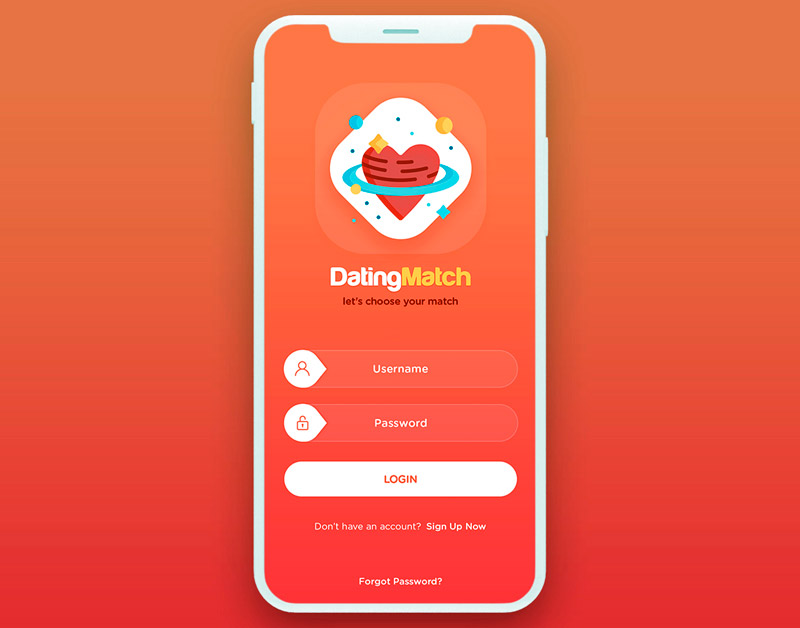 DatingMatch
let's choose your match
Username
Password
LOGIN
Don't have an account? Sign Up Now
Forgot Password?